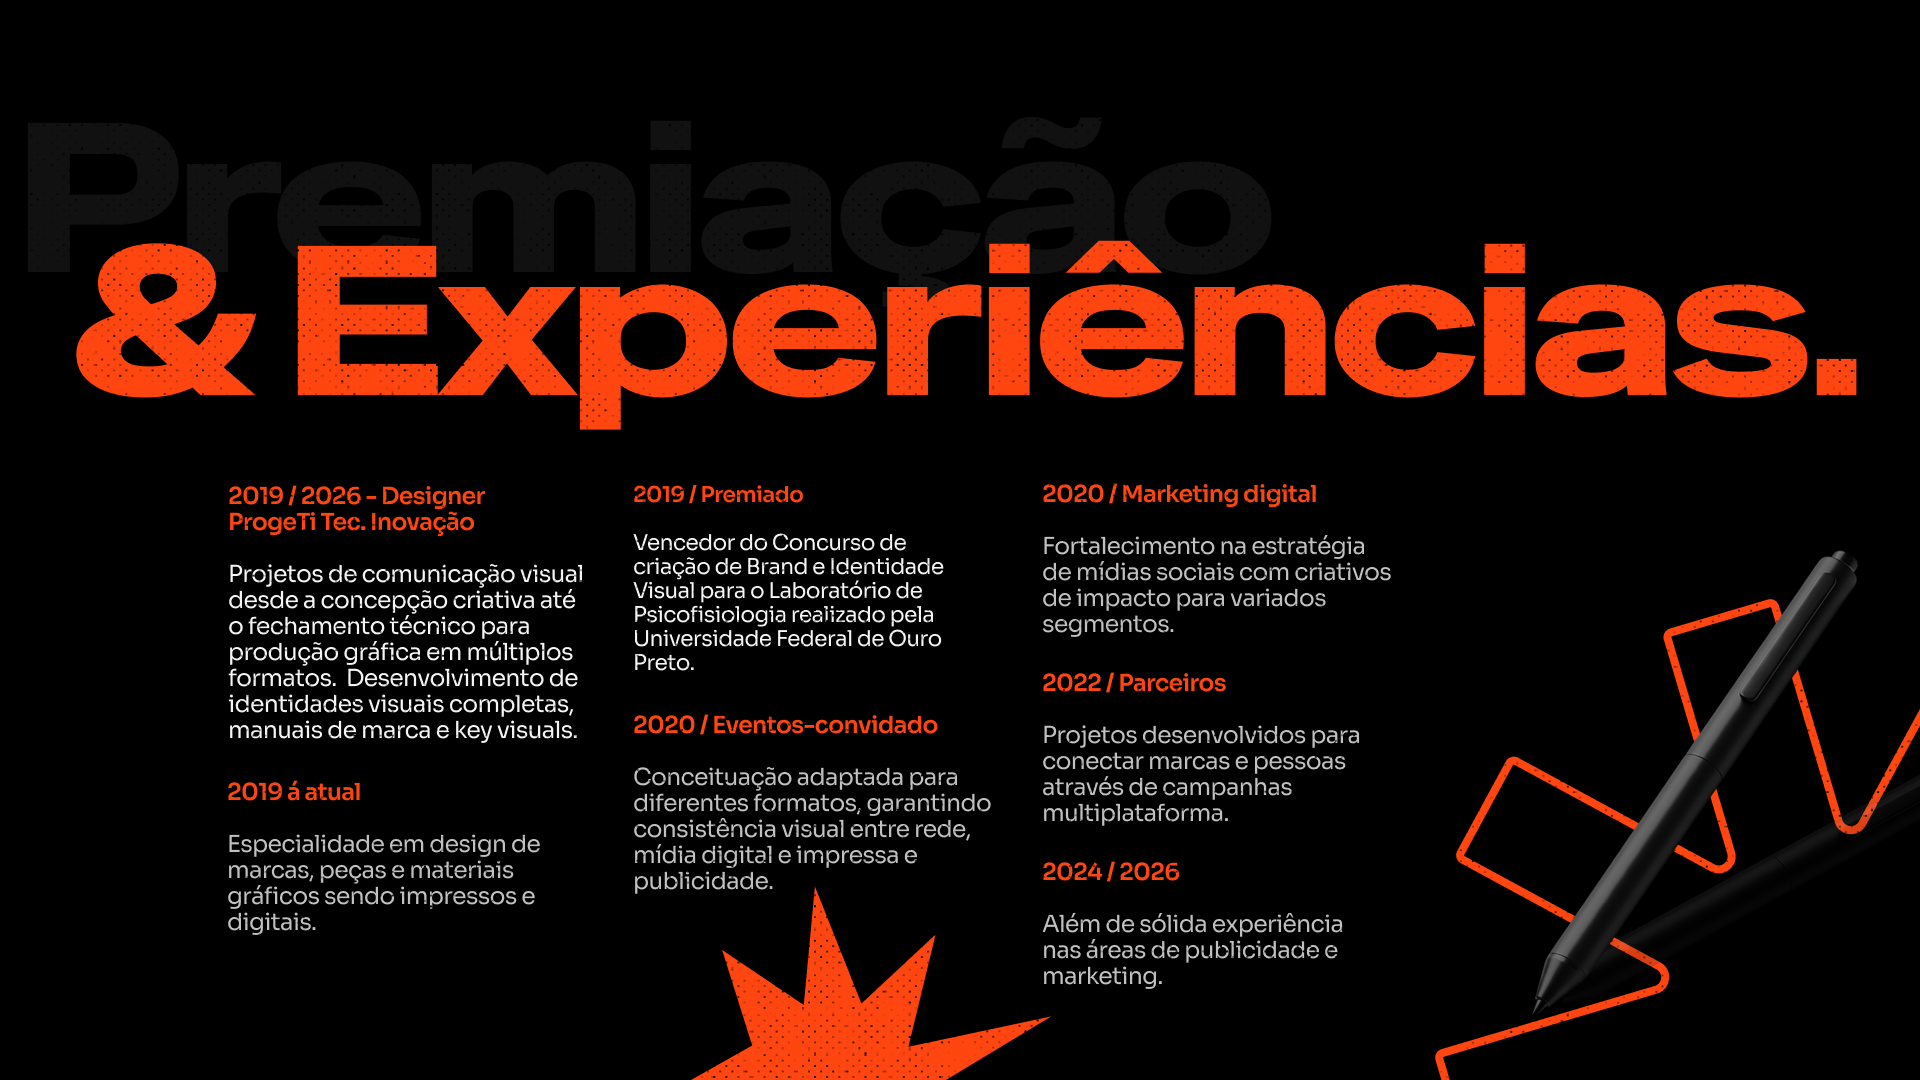 Premiação
& Experiências.
2019 / 2026 - Designer
ProgeTi Tec. Inovação
Projetos de comunicação visual
desde a concepção criativa até
o fechamento técnico para
produção gráfica em múltiplos
formatos.  Desenvolvimento de
identidades visuais completas,
manuais de marca e key visuals.
2019 á atual
Especialidade em design de
marcas, peças e materiais
gráficos sendo impressos e
digitais.
2019 / Premiado
Vencedor do Concurso de
criação de Brand e Identidade
Visual para o Laboratório de
Psicofisiologia realizado pela
Universidade Federal de Ouro
Preto.
2020 / Eventos-convidado
Conceituação adaptada para
diferentes formatos, garantindo
consistência visual entre rede,
mídia digital e impressa e
publicidade.
2020 / Marketing digital
Fortalecimento na estratégia
de mídias sociais com criativos
de impacto para variados
segmentos.
2022 / Parceiros
Projetos desenvolvidos para
conectar marcas e pessoas
através de campanhas
multiplataforma.
2024 / 2026
Além de sólida experiência
nas áreas de publicidade e
marketing.